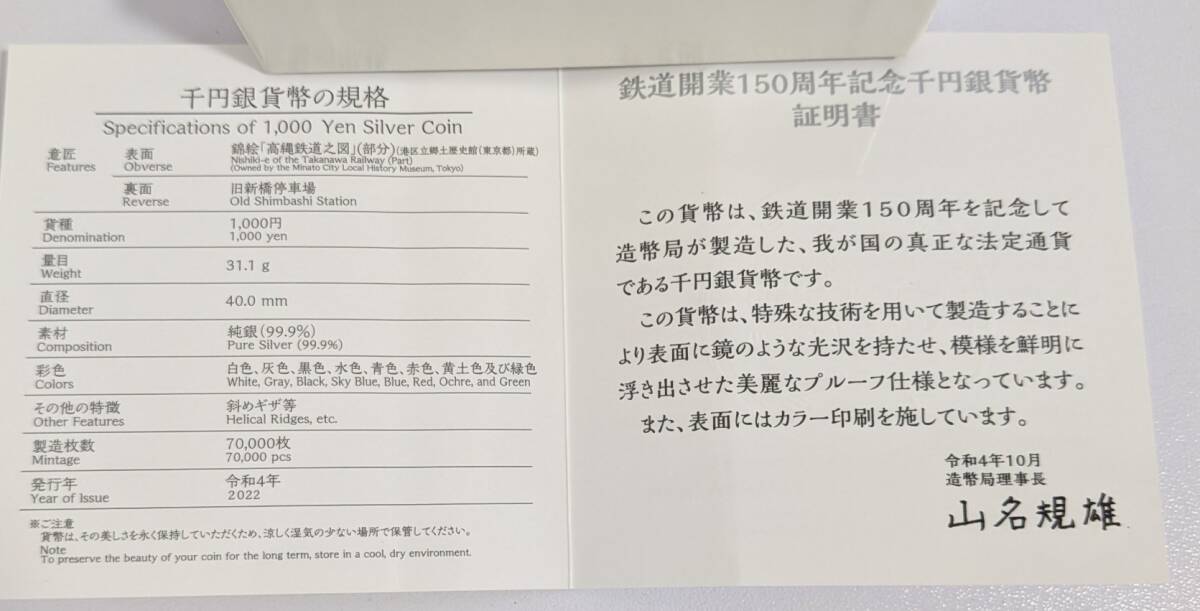 千円銀貨幣の規格
Specifications of 1,000 Yen Silver Coin
意匠 表面 錦絵「高縄鉄道之図」(部分)(港区立郷土歴史館(東京都)所蔵)
Features Obverse Nishiki-e of the Takanawa Railway (Part)
(Owned by the Minato City Local History Museum, Tokyo)
裏面 旧新橋停車場
Reverse Old Shimbashi Station
貨種 1,000円
Denomination 1,000 yen
量目 31.1 g
Weight
直径 40.0 mm
Diameter
素材 純銀(99.9%)
Composition Pure Silver (99.9%)
彩色 白色、灰色、黒色、水色、青色、赤色、黄土色及び緑色
Colors White, Gray, Black, Sky Blue, Blue, Red, Ochre, and Green
その他の特徴 斜めギザ等
Other Features Helical Ridges, etc.
製造枚数 70,000枚
Mintage 70,000 pcs
発行年 令和4年
Year of Issue 2022
※ご注意
貨幣は、その美しさを永く保持していただくため、涼しく湿気の少ない場所で保管してください。
Note
To preserve the beauty of your coin for the long term, store in a cool, dry environment.
鉄道開業150周年記念千円銀貨幣
証明書
この貨幣は、鉄道開業150周年を記念して
造幣局が製造した、我が国の真正な法定通貨
である千円銀貨幣です。
この貨幣は、特殊な技術を用いて製造することに
より表面に鏡のような光沢を持たせ、模様を鮮明に
浮き出させた美麗なプルーフ仕様となっています。
また、表面にはカラー印刷を施しています。
令和4年10月
造幣局理事長
山名規雄